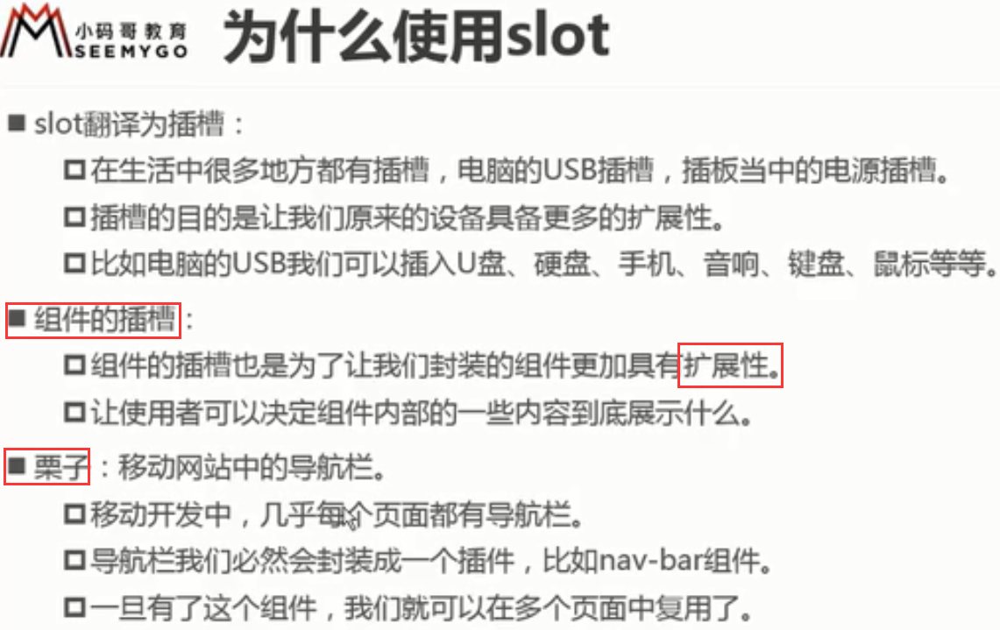 小码哥教育
SEEMYGO
为什么使用slot
■ slot翻译为插槽：
在生活中很多地方都有插槽，电脑的USB插槽，插板当中的电源插槽。
插槽的目的是让我们原来的设备具备更多的扩展性。
比如电脑的USB我们可以插入U盘、硬盘、手机、音响、键盘、鼠标等等。
■ 组件的插槽：
组件的插槽也是为了让我们封装的组件更加具有扩展性。
让使用者可以决定组件内部的一些内容到底展示什么。
■ 栗子：移动网站中的导航栏。
移动开发中，几乎每个页面都有导航栏。
导航栏我们必然会封装成一个插件，比如nav-bar组件。
一旦有了这个组件，我们就可以在多个页面中复用了。